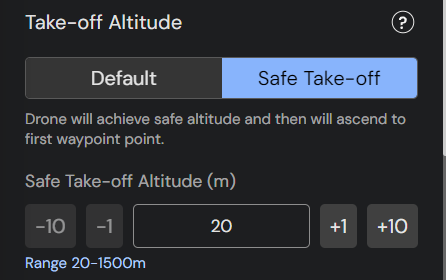 Take-off Altitude ?
Default Safe Take-off
Drone will achieve safe altitude and then will ascend to
first waypoint point.
Safe Take-off Altitude (m)
-10 -1 20 +1 +10
Range 20-1500m